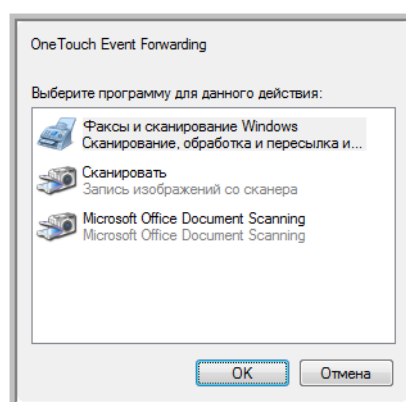 OneTouch Event Forwarding
Выберите программу для данного действия:
Факсы и сканирование Windows
Сканирование, обработка и пересылка и...
Сканировать
Запись изображений со сканера
Microsoft Office Document Scanning
Microsoft Office Document Scanning
OK
Отмена